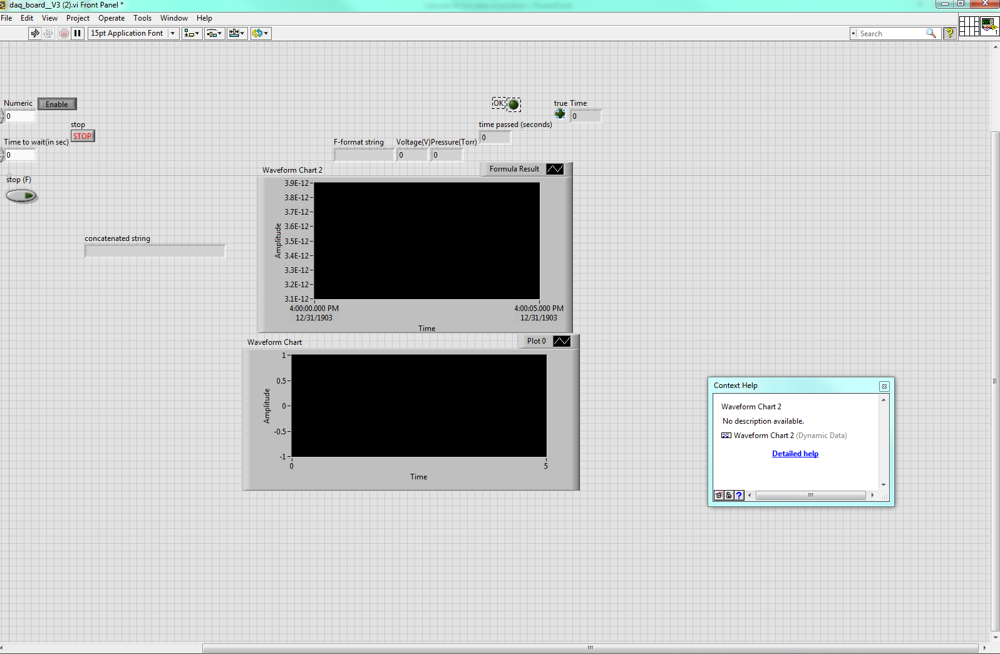 daq_board__V3 (2).vi Front Panel *
File Edit View Project Operate Tools Window Help
15pt Application Font
Search
?
1
Numeric
Enable
0
stop
STOP
Time to wait(in sec)
0
stop (F)
concatenated string
OK
true
Time
0
time passed (seconds)
0
F-format string
Voltage(V)
0
Pressure(Torr)
0
Waveform Chart 2
Formula Result
3.9E-12
3.8E-12
3.7E-12
3.6E-12
3.5E-12
3.4E-12
3.3E-12
3.2E-12
3.1E-12
Amplitude
4:00:00.000 PM
12/31/1903
4:00:05.000 PM
12/31/1903
Time
Waveform Chart
Plot 0
1
0.5
0
-0.5
-1
Amplitude
0
5
Time
Context Help
Waveform Chart 2
No description available.
Waveform Chart 2 (Dynamic Data)
Detailed help
?